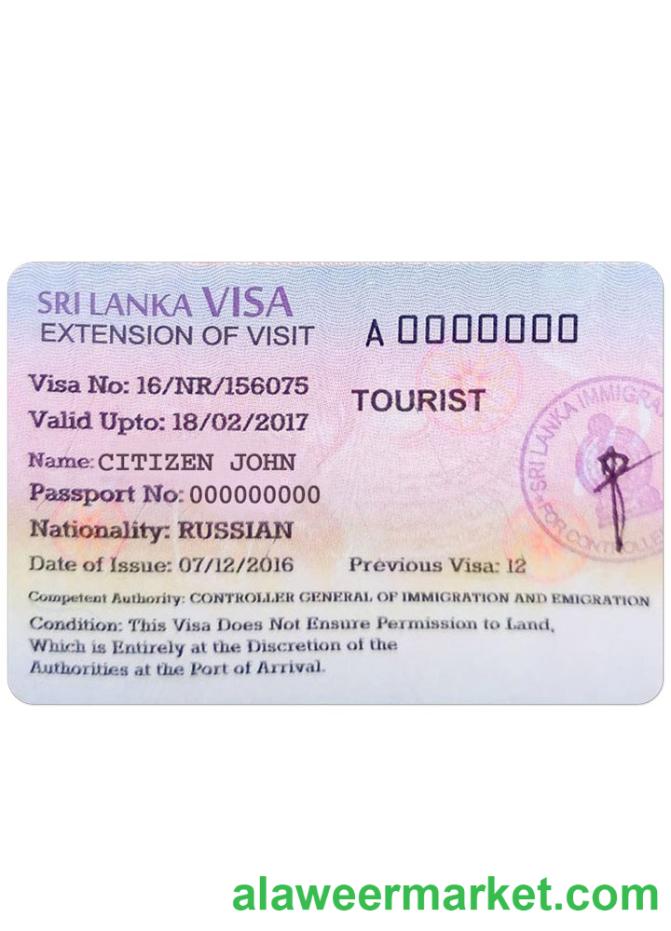 SRI LANKA VISA
EXTENSION OF VISIT
A 0000000
Visa No: 16/NR/156075
TOURIST
Valid Upto: 18/02/2017
Name: CITIZEN JOHN
Passport No: 000000000
Nationality: RUSSIAN
Date of Issue: 07/12/2016
Previous Visa: 12
Competent Authority: CONTROLLER GENERAL OF IMMIGRATION AND EMIGRATION
Condition: This Visa Does Not Ensure Permission to Land,
Which is Entirely at the Discretion of the
Authorities at the Port of Arrival.
SRI LANKA IMMIGRA
FOR CONTROLLE
alaweermarket.com